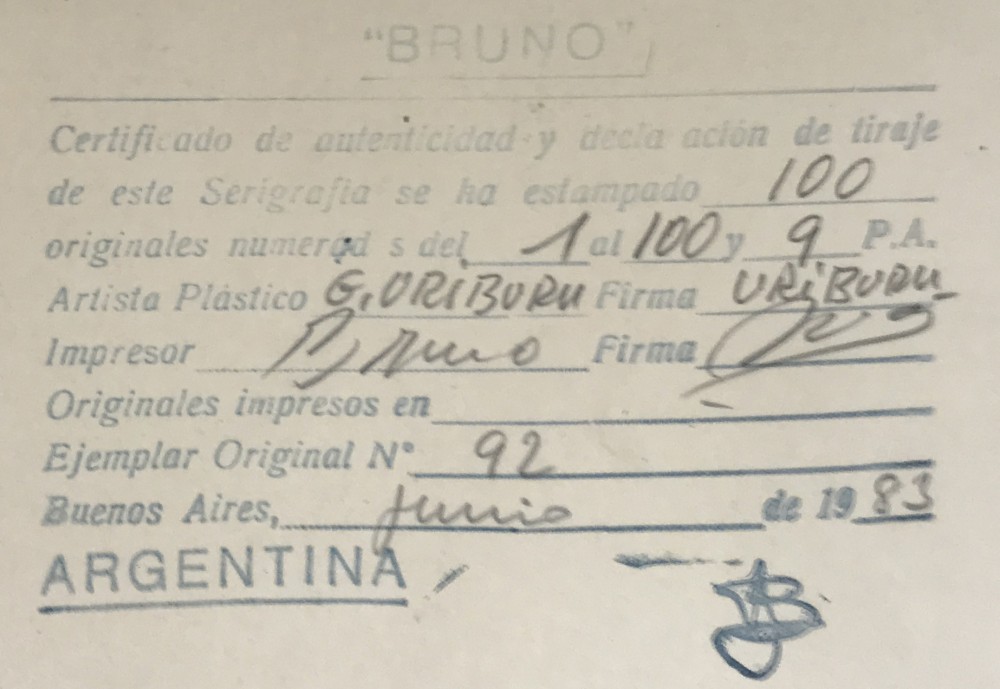 "BRUNO"
Certificado de autenticidad y declaración de tiraje
de este Serigrafia se ha estampado 100
originales numerados del 1 al 100 y 9 P.A.
Artista Plástico G. URiBURU Firma URiBURU
Impresor Bruno Firma
Originales impresos en
Ejemplar Original N° 92
Buenos Aires, Junio de 19 83
ARGENTINA